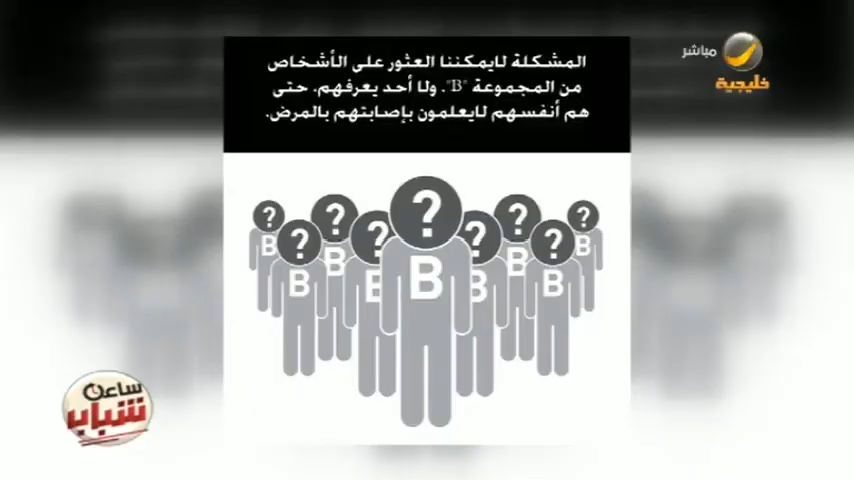 المشكلة لايمكننا العثور على الأشخاص
من المجموعة "B". ولا أحد يعرفهم. حتى
هم أنفسهم لايعلمون بإصابتهم بالمرض.
مباشر
خليجية
? ? ? ? ? ? ? ? ?
B B B B B B B B B
ساعة
شباب